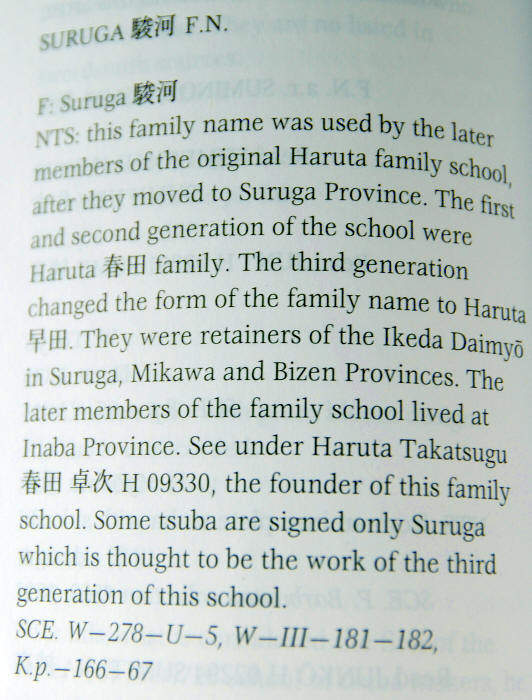 SURUGA 駿河 F.N.
F: Suruga 駿河
NTS: this family name was used by the later
members of the original Haruta family school,
after they moved to Suruga Province. The first
and second generation of the school were
Haruta 春田 family. The third generation
changed the form of the family name to Haruta
早田. They were retainers of the Ikeda Daimyō
in Suruga, Mikawa and Bizen Provinces. The
later members of the family school lived at
Inaba Province. See under Haruta Takatsugu
春田 卓次 H 09330, the founder of this family
school. Some tsuba are signed only Suruga
which is thought to be the work of the third
generation of this school.
SCE. W–278–U–5, W–III–181–182,
K.p–166–67